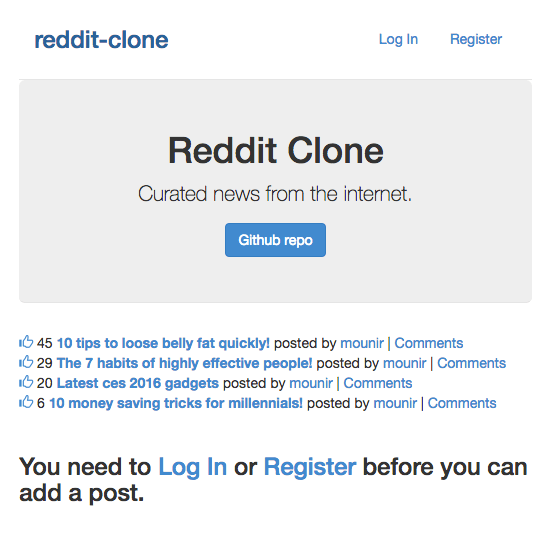 reddit-clone Log In Register
Reddit Clone
Curated news from the internet.
Github repo
45 10 tips to loose belly fat quickly! posted by mounir | Comments
29 The 7 habits of highly effective people! posted by mounir | Comments
20 Latest ces 2016 gadgets posted by mounir | Comments
6 10 money saving tricks for millennials! posted by mounir | Comments
You need to Log In or Register before you can
add a post.